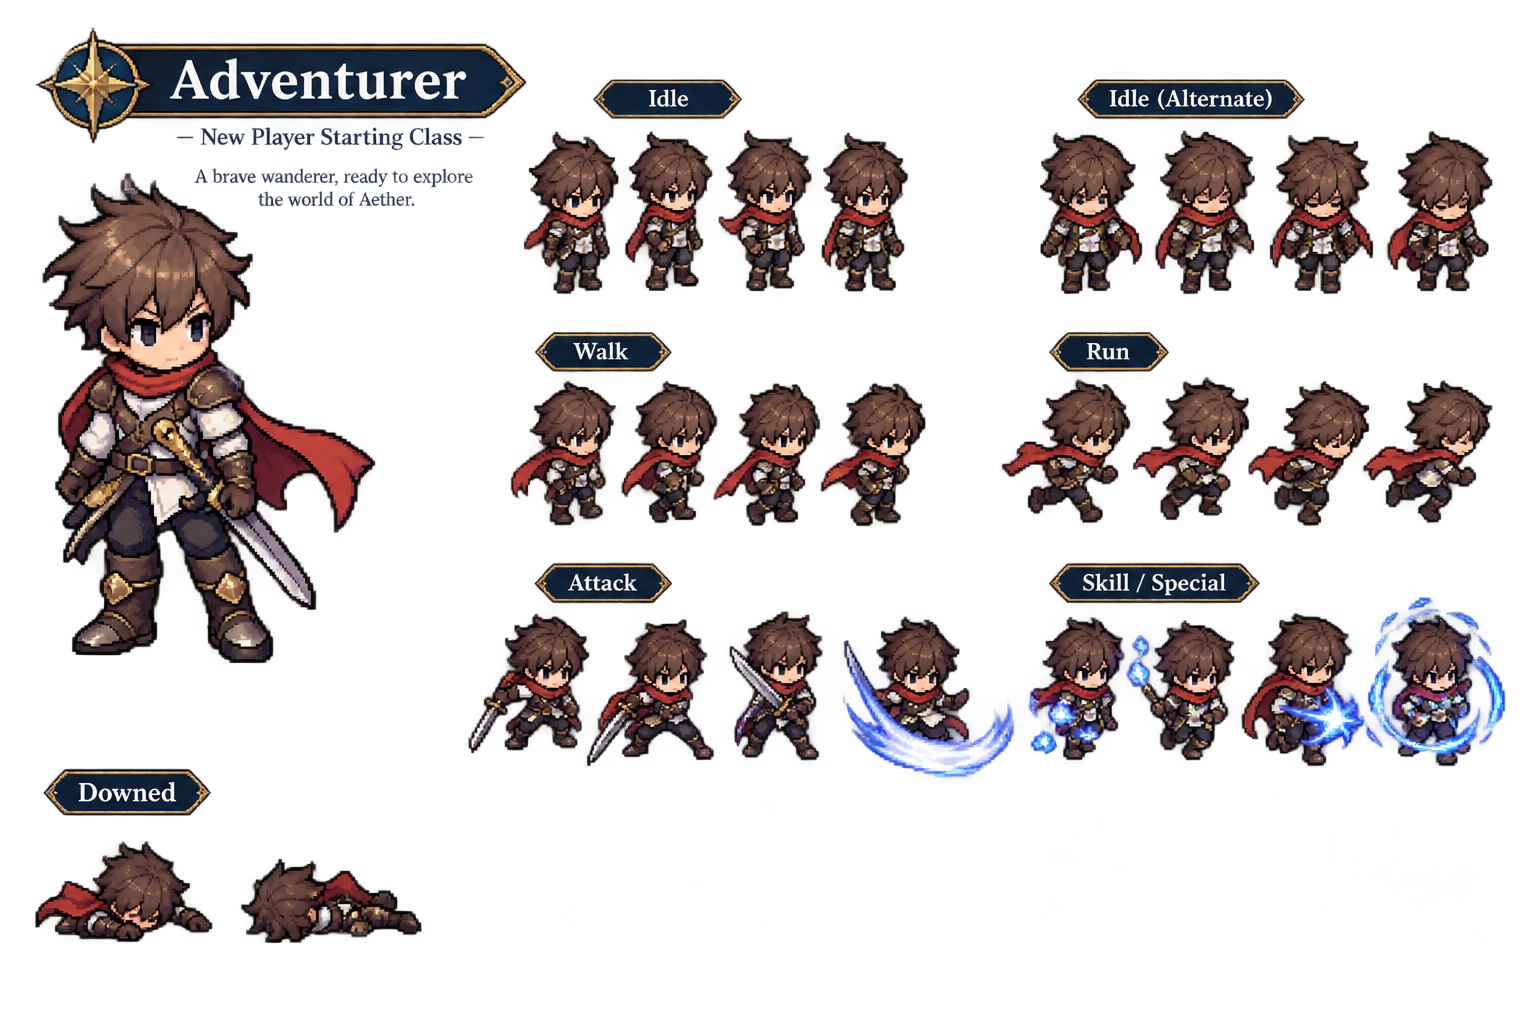 Adventurer
— New Player Starting Class —
A brave wanderer, ready to explore
the world of Aether.
Idle
Idle (Alternate)
Walk
Run
Attack
Skill / Special
Downed